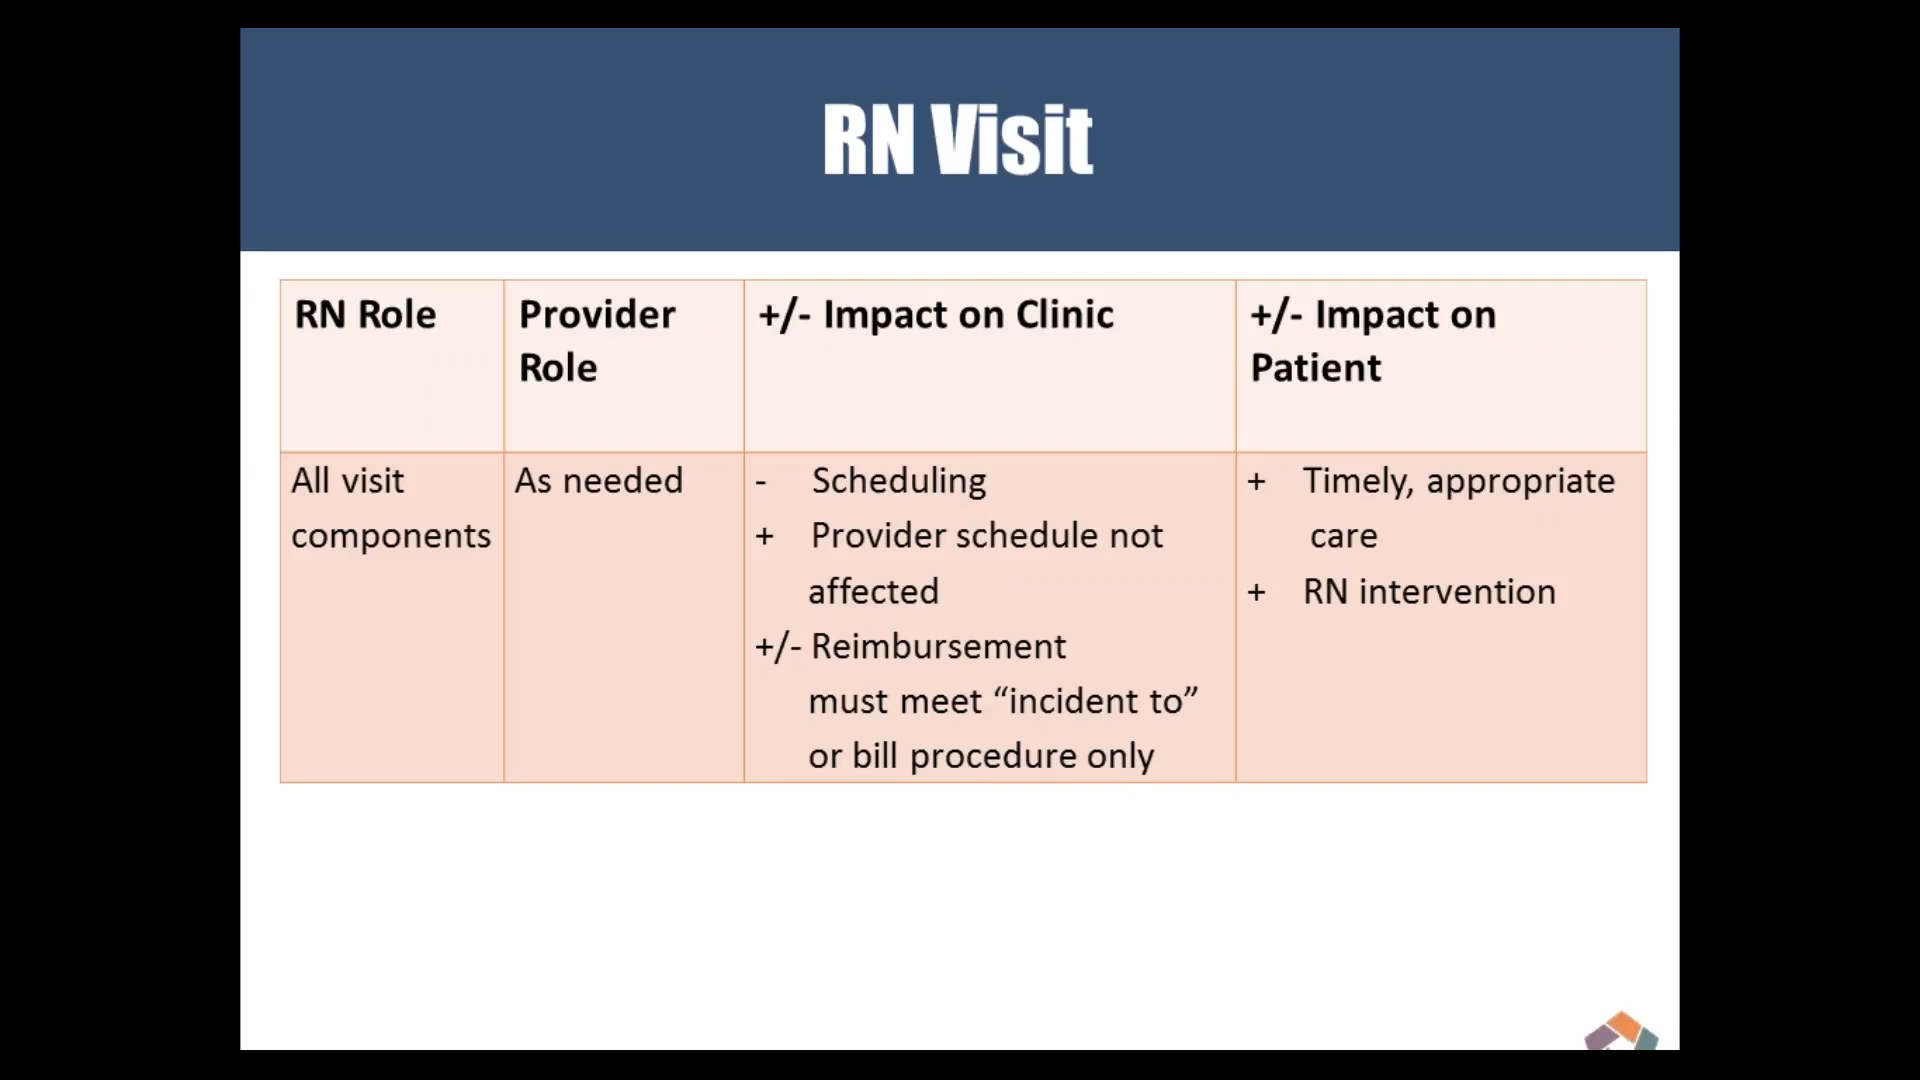 RN Visit
RN Role
Provider
Role
+/- Impact on Clinic
+/- Impact on
Patient
All visit
components
As needed
- Scheduling
+ Provider schedule not
affected
+/- Reimbursement
must meet “incident to”
or bill procedure only
+ Timely, appropriate
care
+ RN intervention